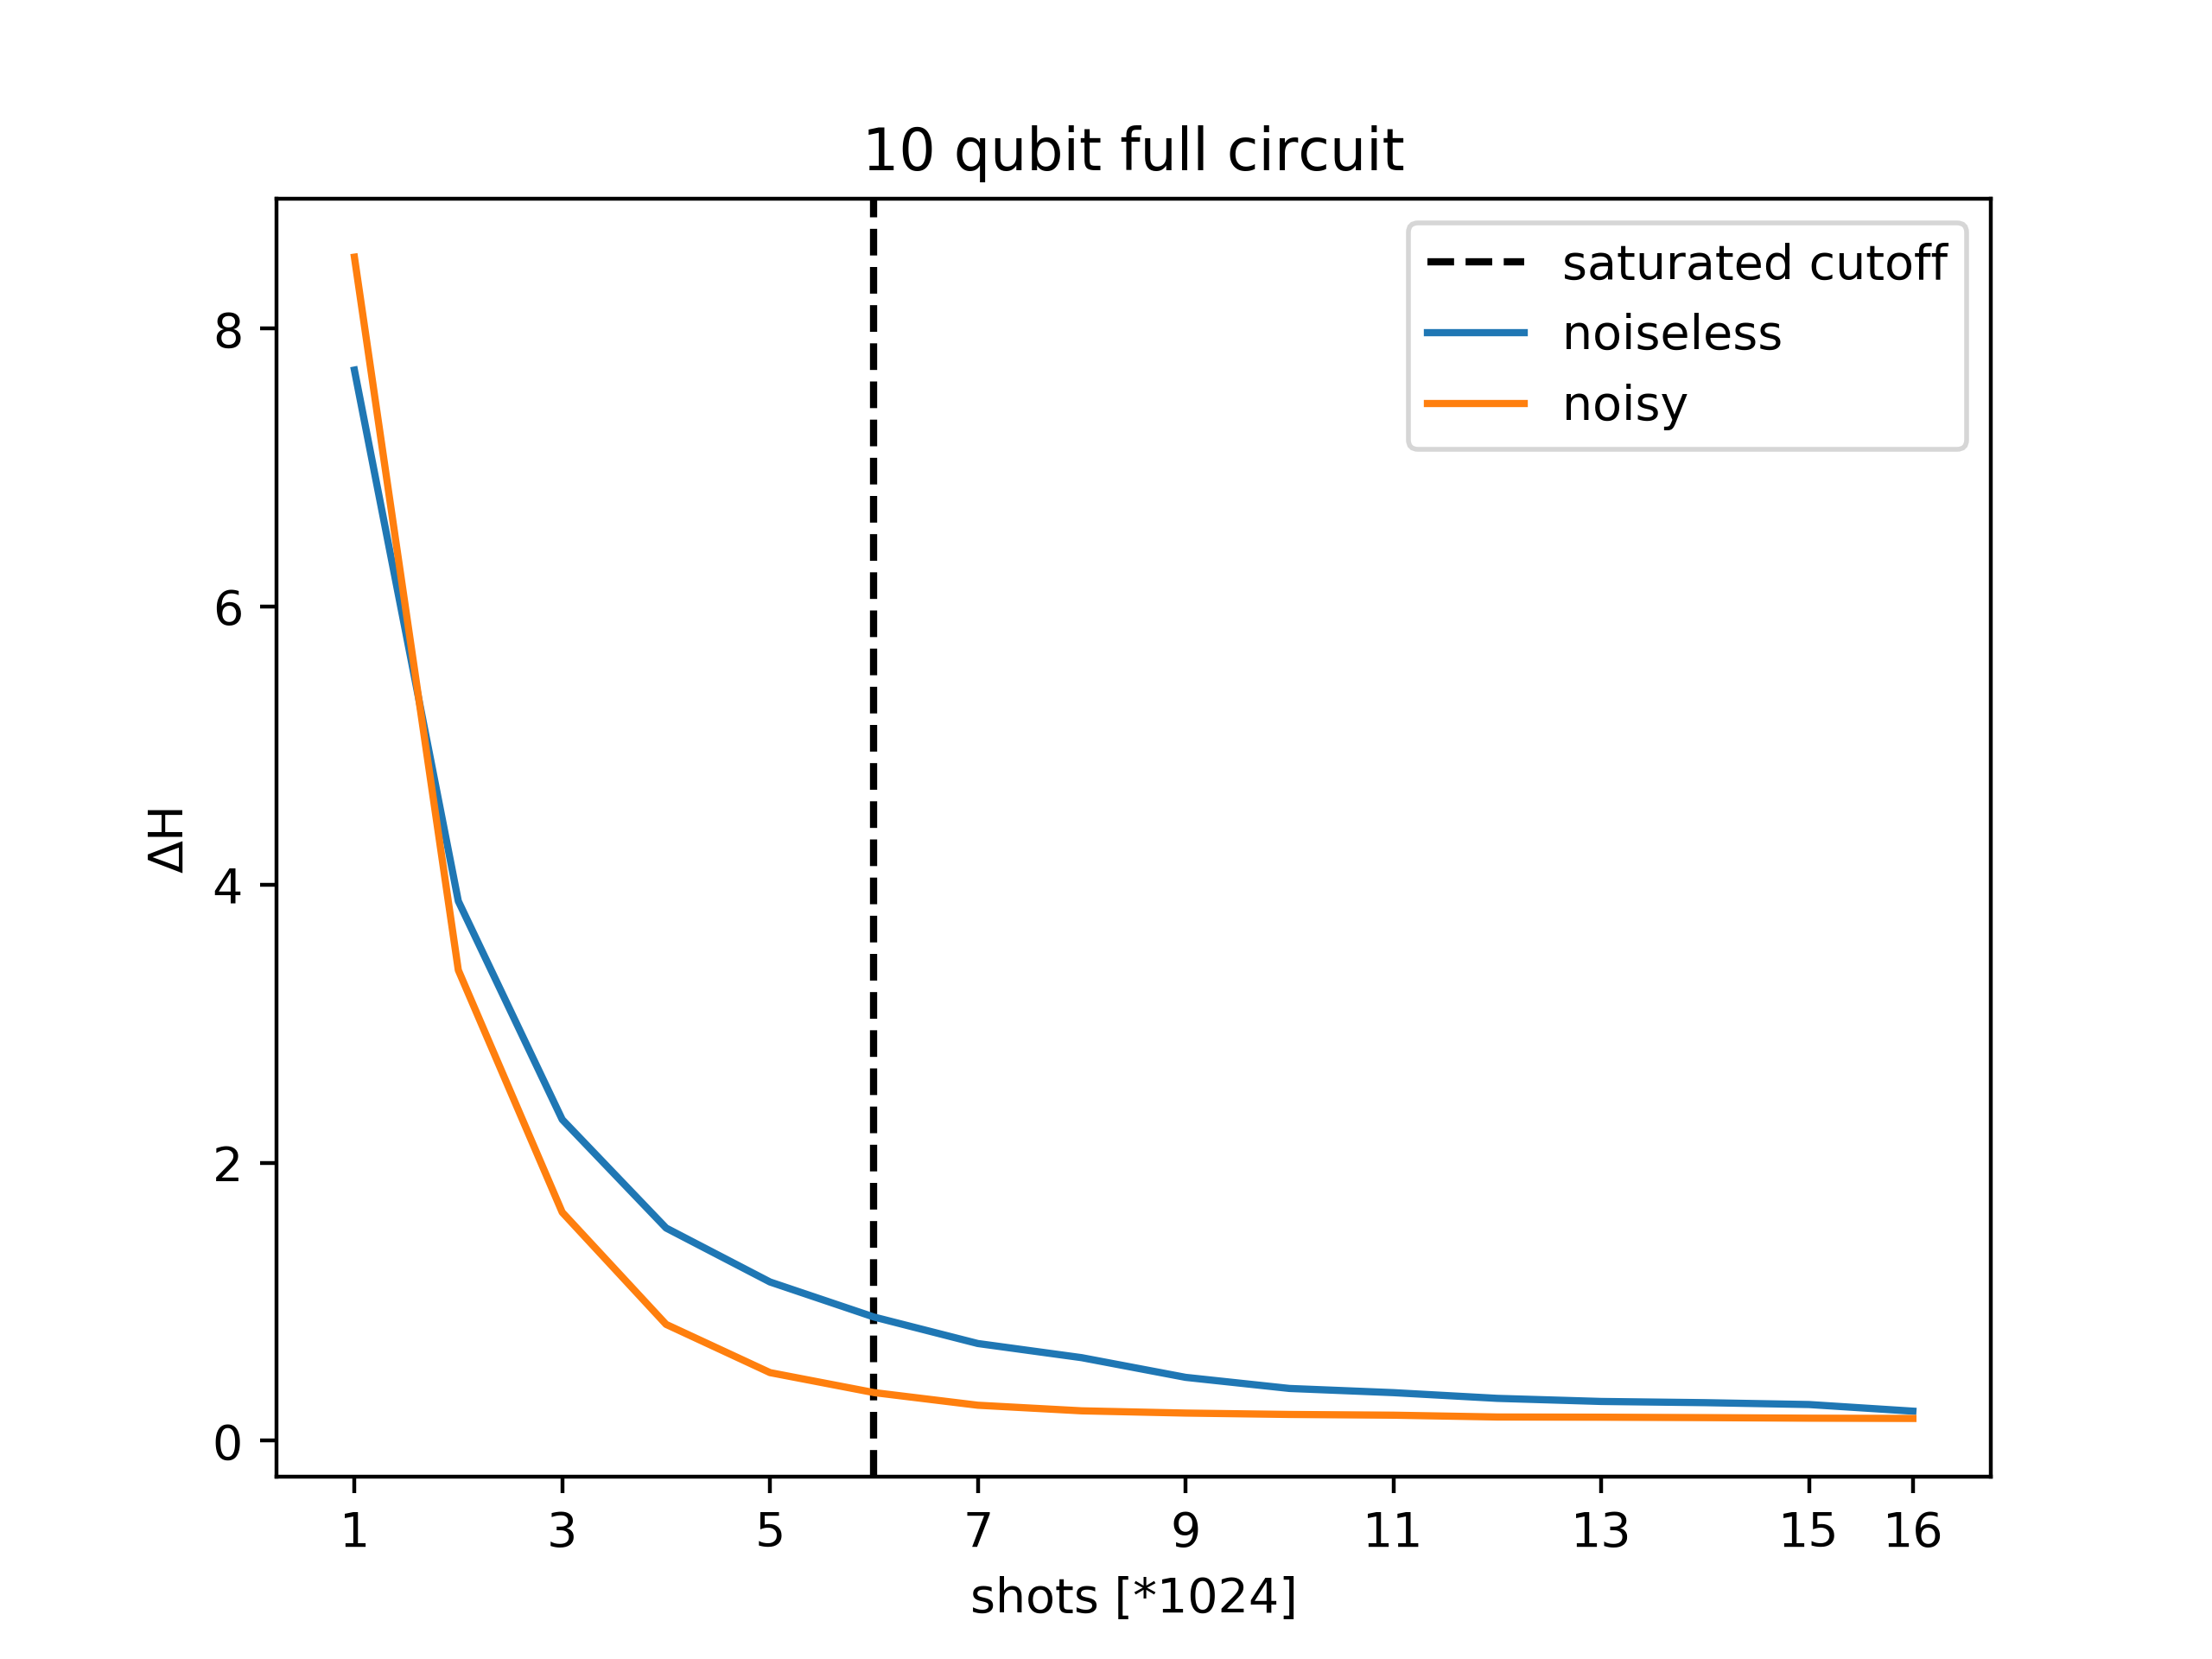 10 qubit full circuit
saturated cutoff
noiseless
noisy
8
6
4
2
0
ΔH
1 3 5 7 9 11 13 15 16
shots [*1024]